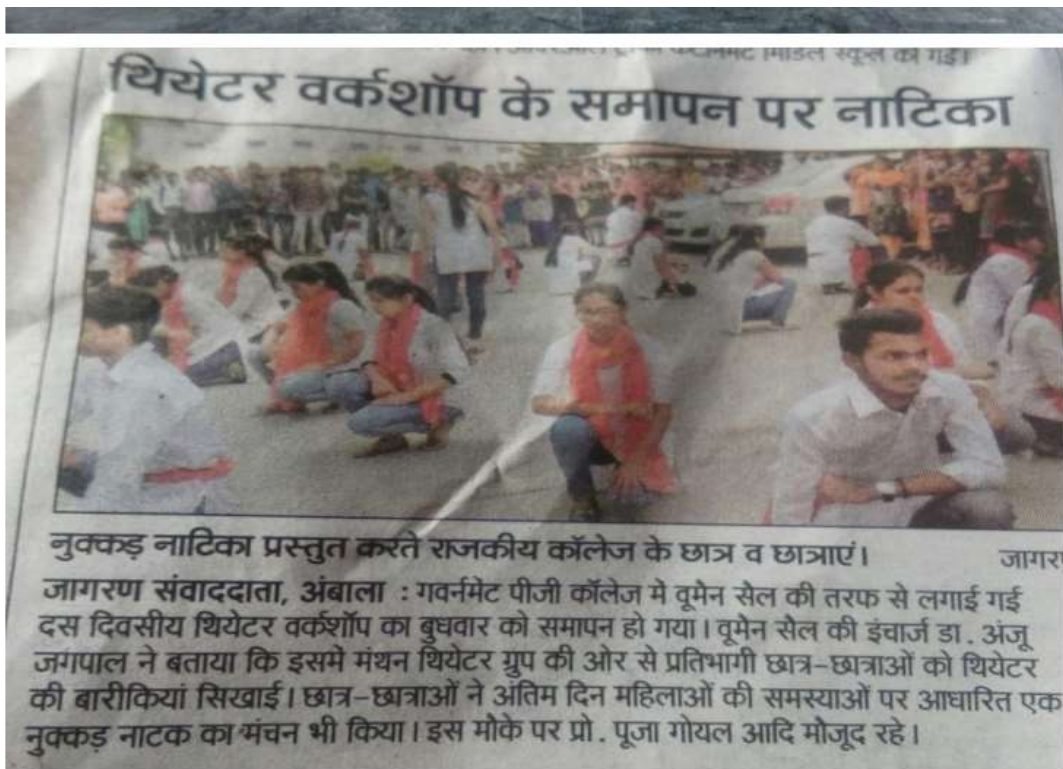 मिडिल स्कूल की गई।
थियेटर वर्कशॉप के समापन पर नाटिका
नुक्कड़ नाटिका प्रस्तुत करते राजकीय कॉलेज के छात्र व छात्राएं।
जागरण संवाददाता, अंबाला : गवर्नमेट पीजी कॉलेज मे वूमेन सैल की तरफ से लगाई गई
दस दिवसीय थियेटर वर्कशॉप का बुधवार को समापन हो गया। वूमेन सैल की इंचार्ज डा. अंजू
जगपाल ने बताया कि इसमे मंथन थियेटर ग्रुप की ओर से प्रतिभागी छात्र-छात्राओं को थियेटर
की बारीकियां सिखाई। छात्र-छात्राओं ने अंतिम दिन महिलाओं की समस्याओं पर आधारित एक
नुक्कड़ नाटक का मंचन भी किया। इस मौके पर प्रो. पूजा गोयल आदि मौजूद रहे।